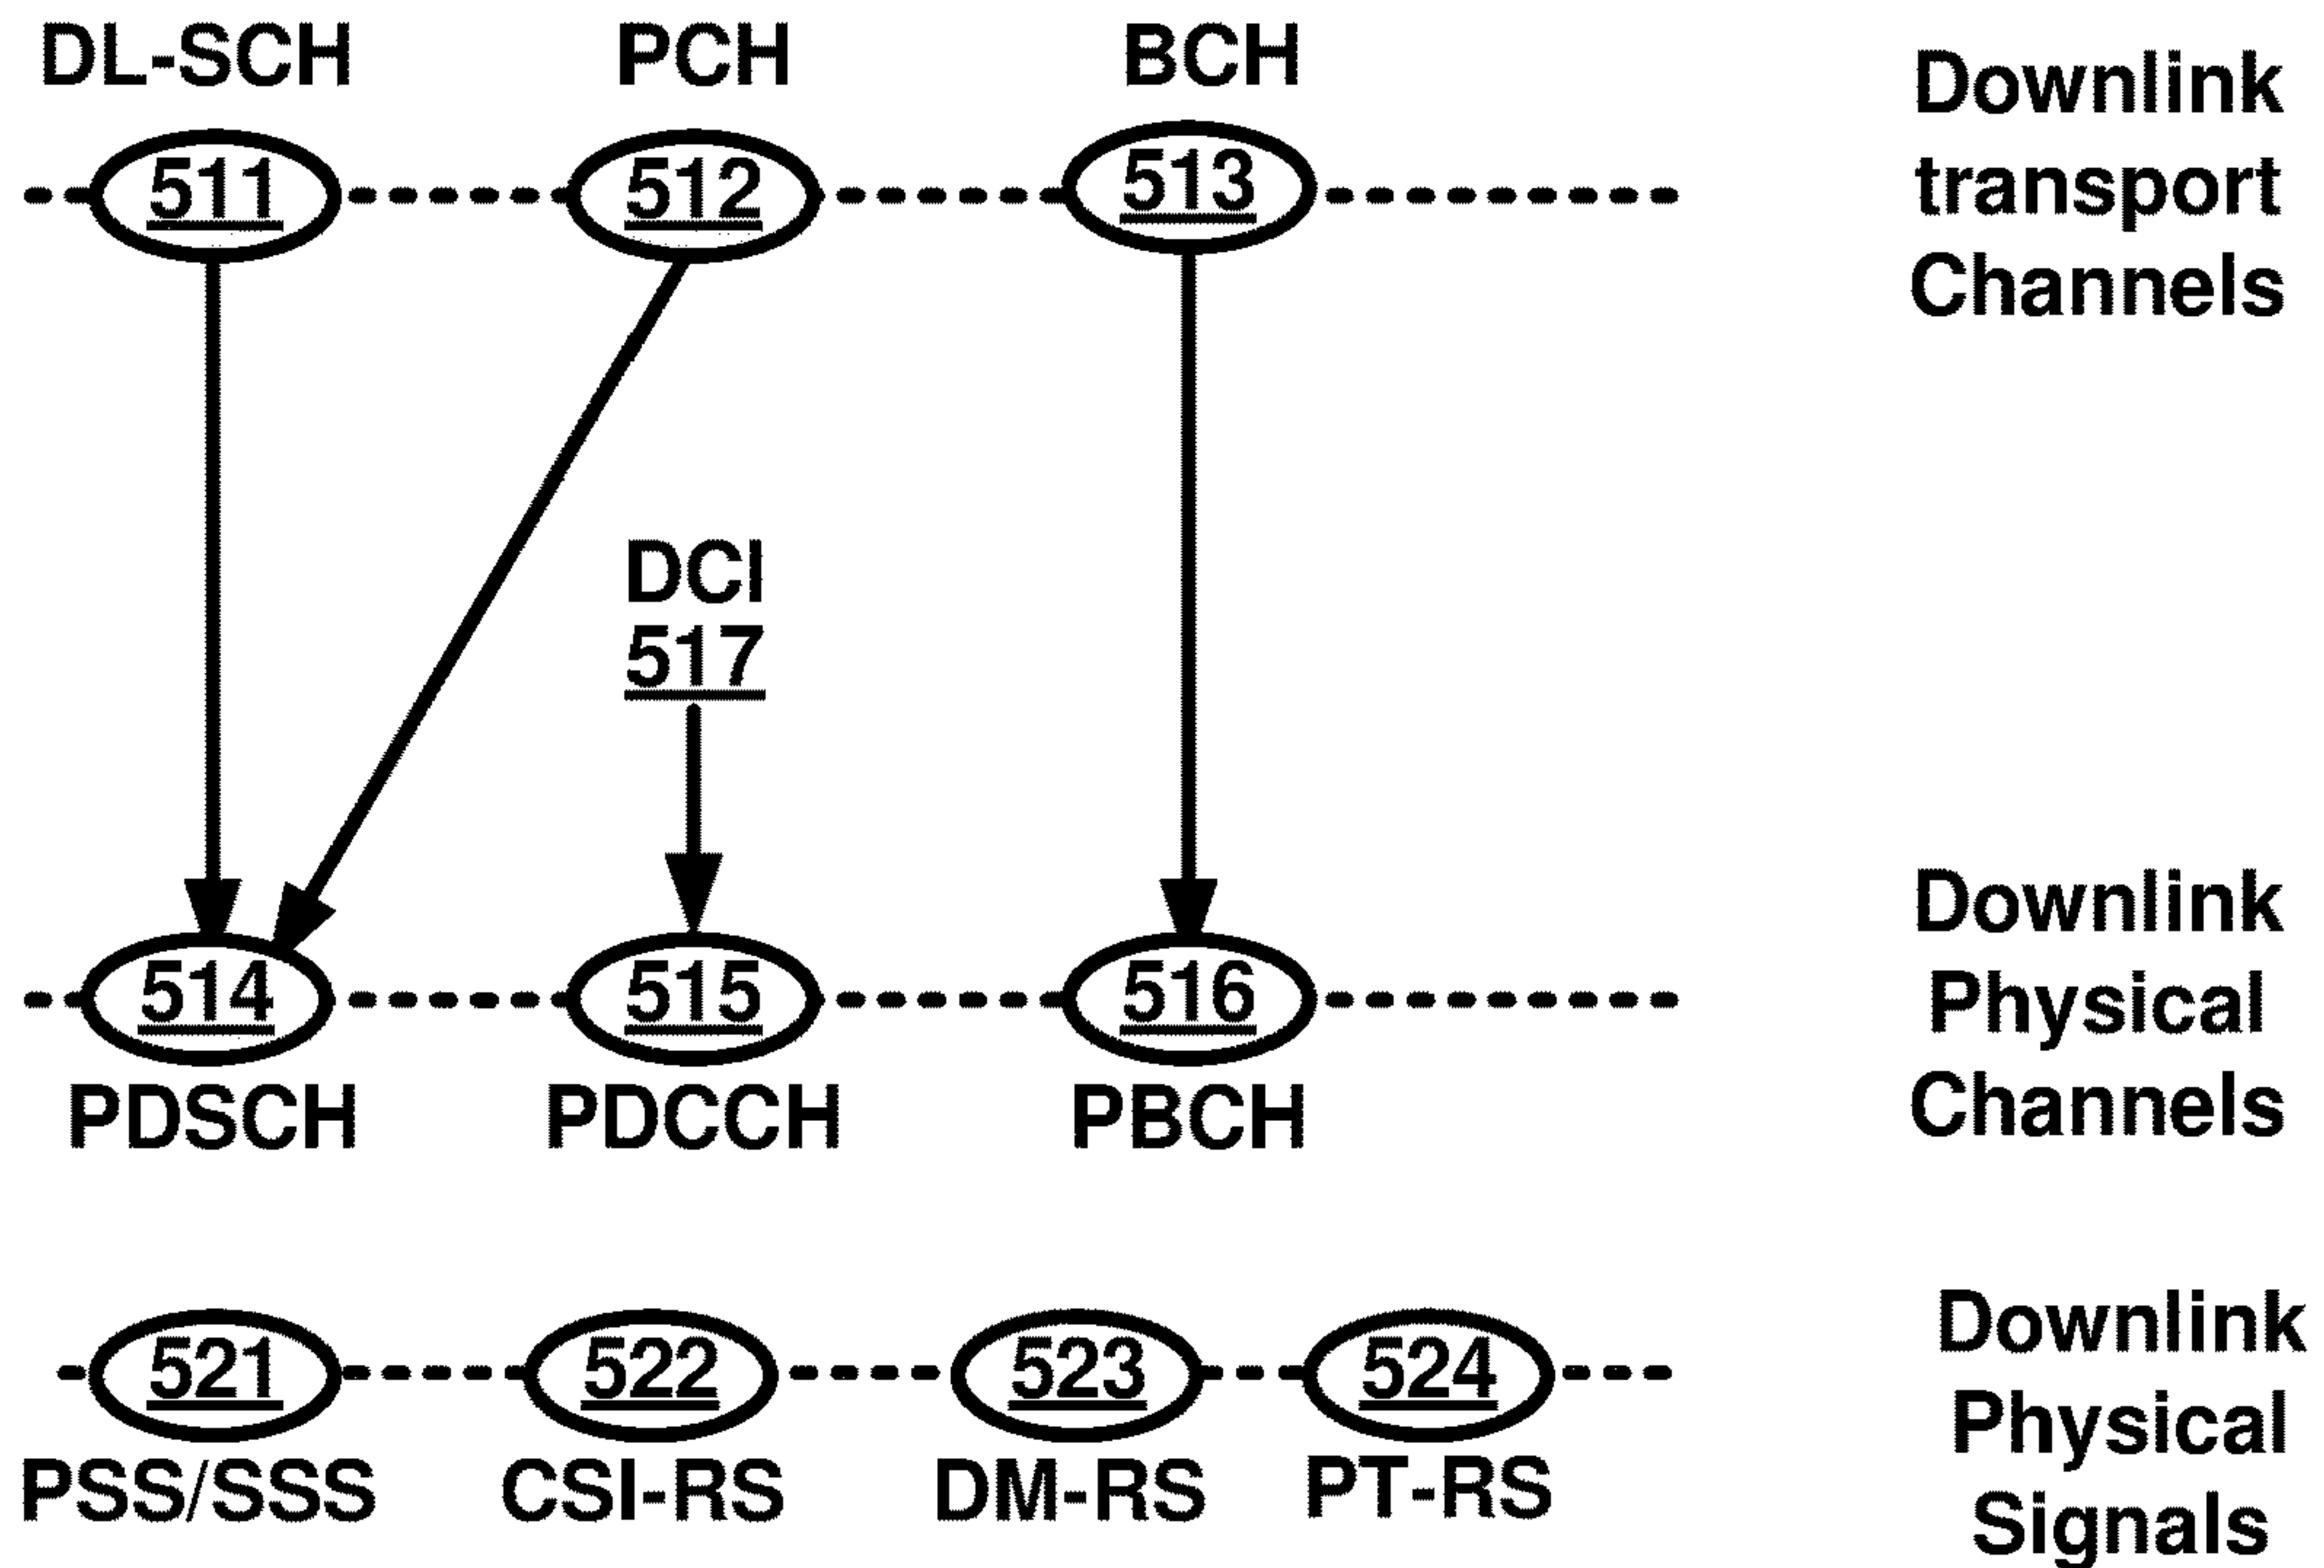 DL-SCH PCH BCH
511 512 513
Downlink
transport
Channels
DCI
517
514 515 516
PDSCH PDCCH PBCH
Downlink
Physical
Channels
521 522 523 524
PSS/SSS CSI-RS DM-RS PT-RS
Downlink
Physical
Signals